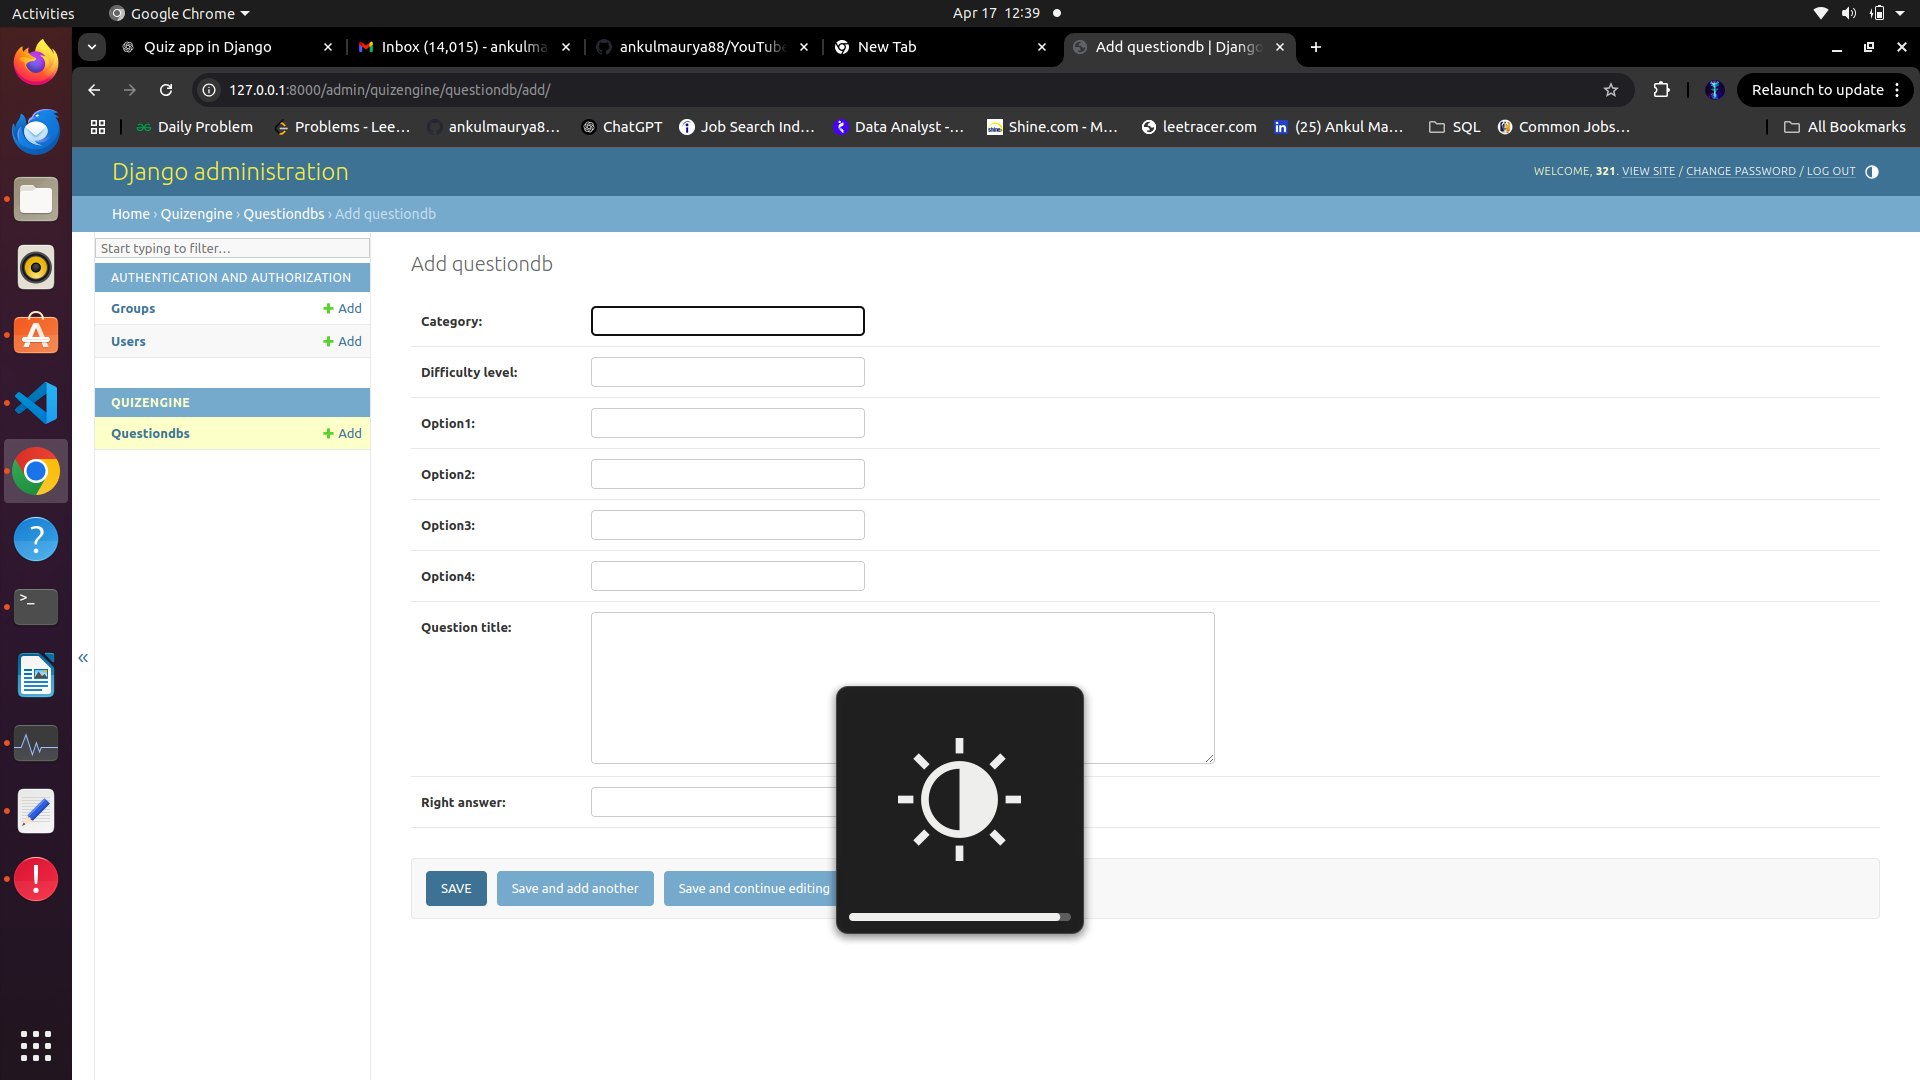 Activities Google Chrome Apr 17 12:39
Quiz app in Django Inbox (14,015) - ankulma ankulmaurya88/YouTube New Tab Add questiondb | Django
127.0.0.1:8000/admin/quizengine/questiondb/add/ Relaunch to update
Daily Problem Problems - Lee... ankulmaurya8... ChatGPT Job Search Ind... Data Analyst -... Shine.com - M... leetracer.com (25) Ankul Ma... SQL Common Jobs... All Bookmarks
Django administration WELCOME, 321. VIEW SITE / CHANGE PASSWORD / LOG OUT
Home › Quizengine › Questiondbs › Add questiondb
Start typing to filter...
AUTHENTICATION AND AUTHORIZATION
Groups Add
Users Add
QUIZENGINE
Questiondbs Add
«
Add questiondb
Category:
Difficulty level:
Option1:
Option2:
Option3:
Option4:
Question title:
Right answer:
SAVE Save and add another Save and continue editing